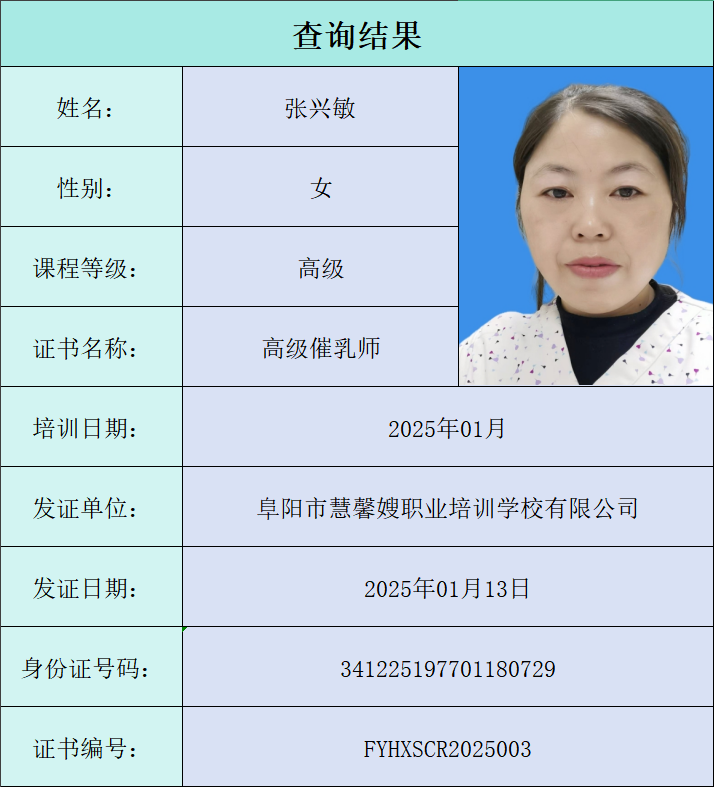 查询结果
姓名： 张兴敏
性别： 女
课程等级： 高级
证书名称： 高级催乳师
培训日期： 2025年01月
发证单位： 阜阳市慧馨嫂职业培训学校有限公司
发证日期： 2025年01月13日
身份证号码： 341225197701180729
证书编号： FYHXSCR2025003